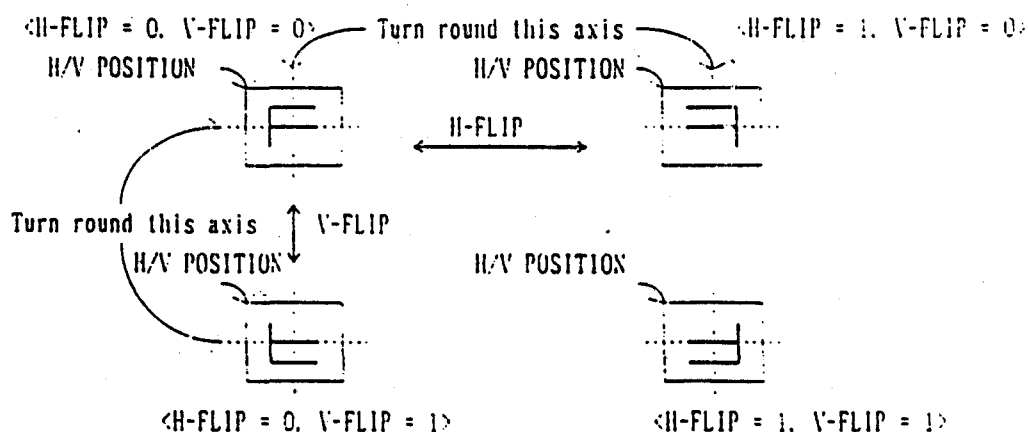 <H-FLIP = 0, V-FLIP = 0> Turn round this axis <H-FLIP = 1, V-FLIP = 0>
H/V POSITION H/V POSITION
H-FLIP
Turn round this axis V-FLIP
H/V POSITION H/V POSITION
<H-FLIP = 0, V-FLIP = 1> <H-FLIP = 1, V-FLIP = 1>